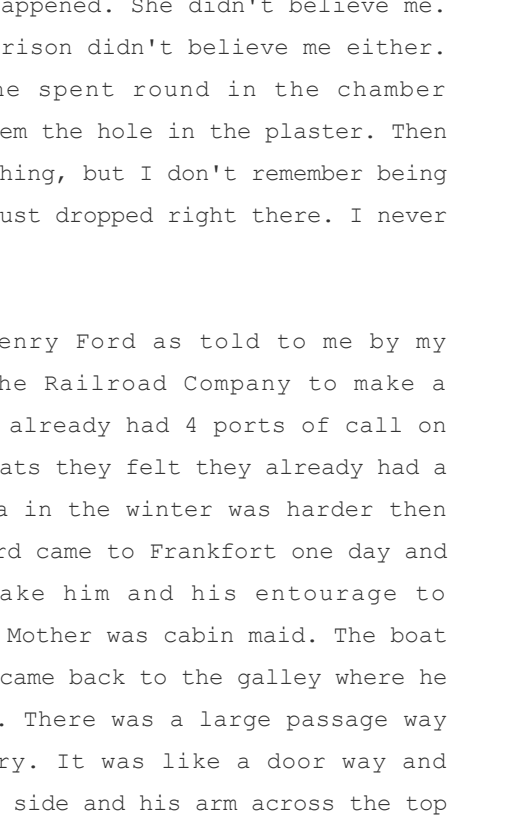 appened. She didn't believe me.
rison didn't believe me either.
ne spent round in the chamber
em the hole in the plaster. Then
hing, but I don't remember being
ust dropped right there. I never
enry Ford as told to me by my
he Railroad Company to make a
already had 4 ports of call on
ats they felt they already had a
a in the winter was harder then
rd came to Frankfort one day and
ake him and his entourage to
Mother was cabin maid. The boat
came back to the galley where he
. There was a large passage way
ry. It was like a door way and
side and his arm across the top